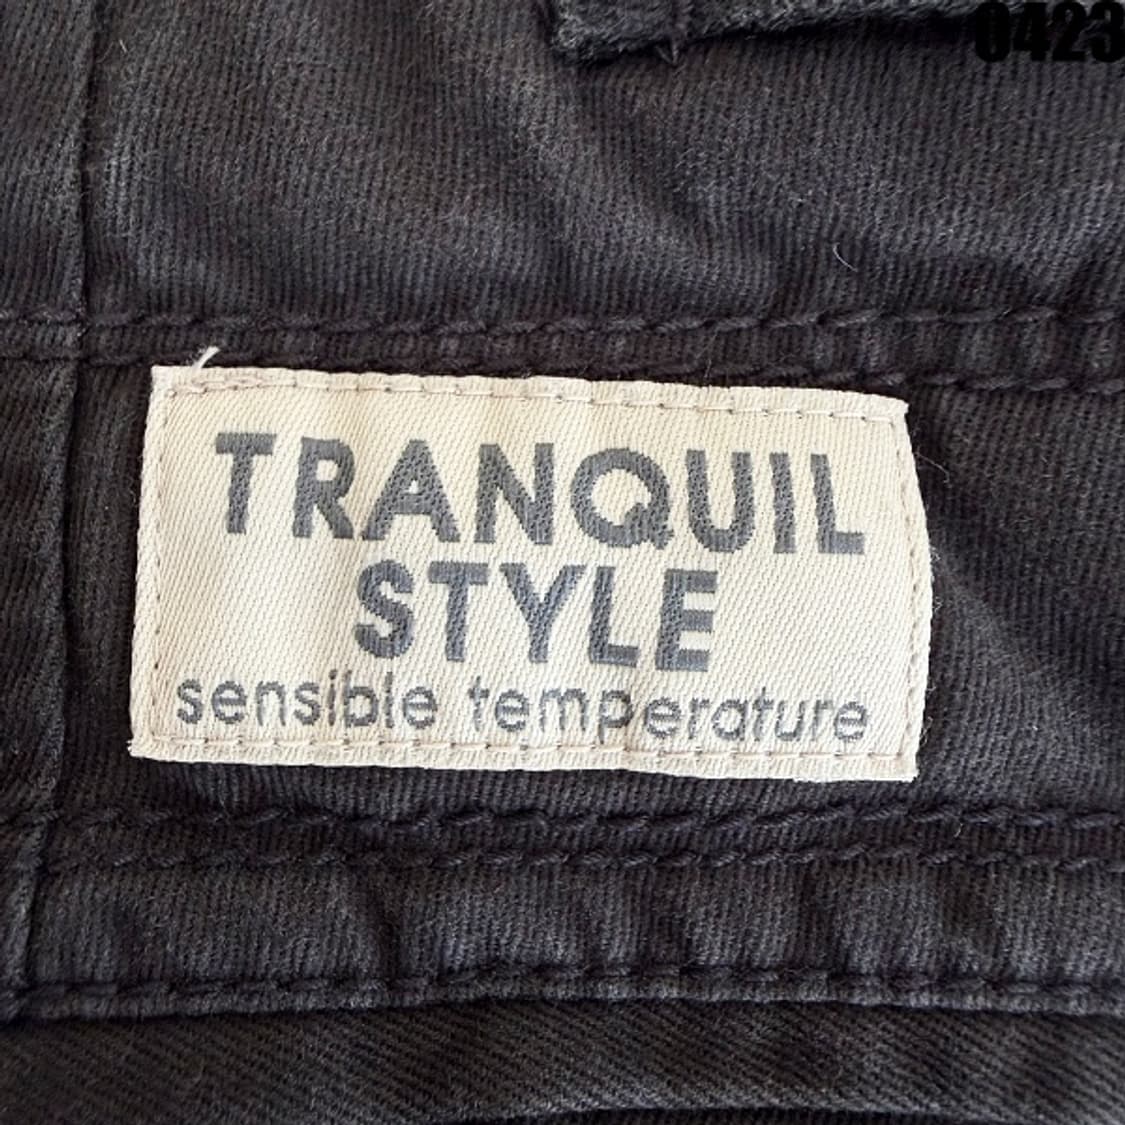 0423
TRANQUIL
STYLE
sensible temperature